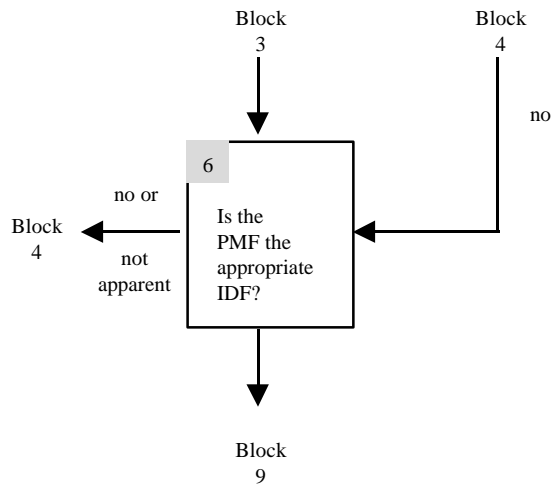 Block
3
Block
4
no
6
no or
Block
4
not
apparent
Is the
PMF the
appropriate
IDF?
Block
9